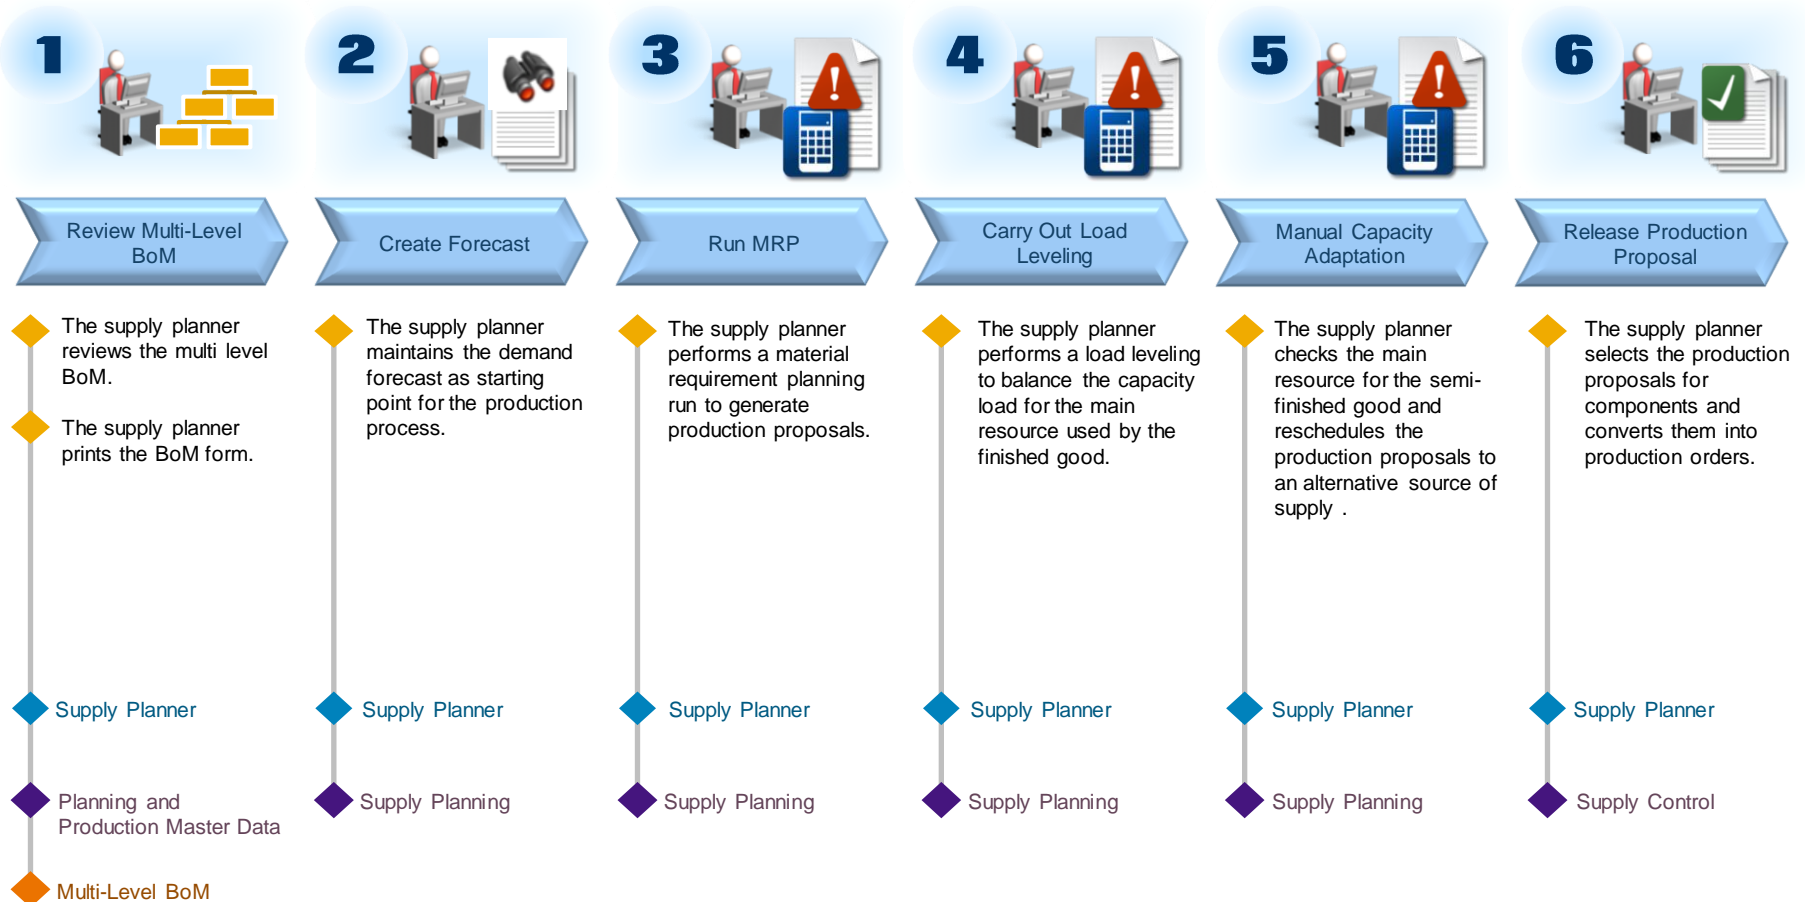 1
Review Multi-Level
BoM
The supply planner
reviews the multi level
BoM.
The supply planner
prints the BoM form.
Supply Planner
Planning and
Production Master Data
Multi-Level BoM
2
Create Forecast
The supply planner
maintains the demand
forecast as starting
point for the production
process.
Supply Planner
Supply Planning
3
Run MRP
The supply planner
performs a material
requirement planning
run to generate
production proposals.
Supply Planner
Supply Planning
4
Carry Out Load
Leveling
The supply planner
performs a load leveling
to balance the capacity
load for the main
resource used by the
finished good.
Supply Planner
Supply Planning
5
Manual Capacity
Adaptation
The supply planner
checks the main
resource for the semi-
finished good and
reschedules the
production proposals to
an alternative source of
supply .
Supply Planner
Supply Planning
6
Release Production
Proposal
The supply planner
selects the production
proposals for
components and
converts them into
production orders.
Supply Planner
Supply Control